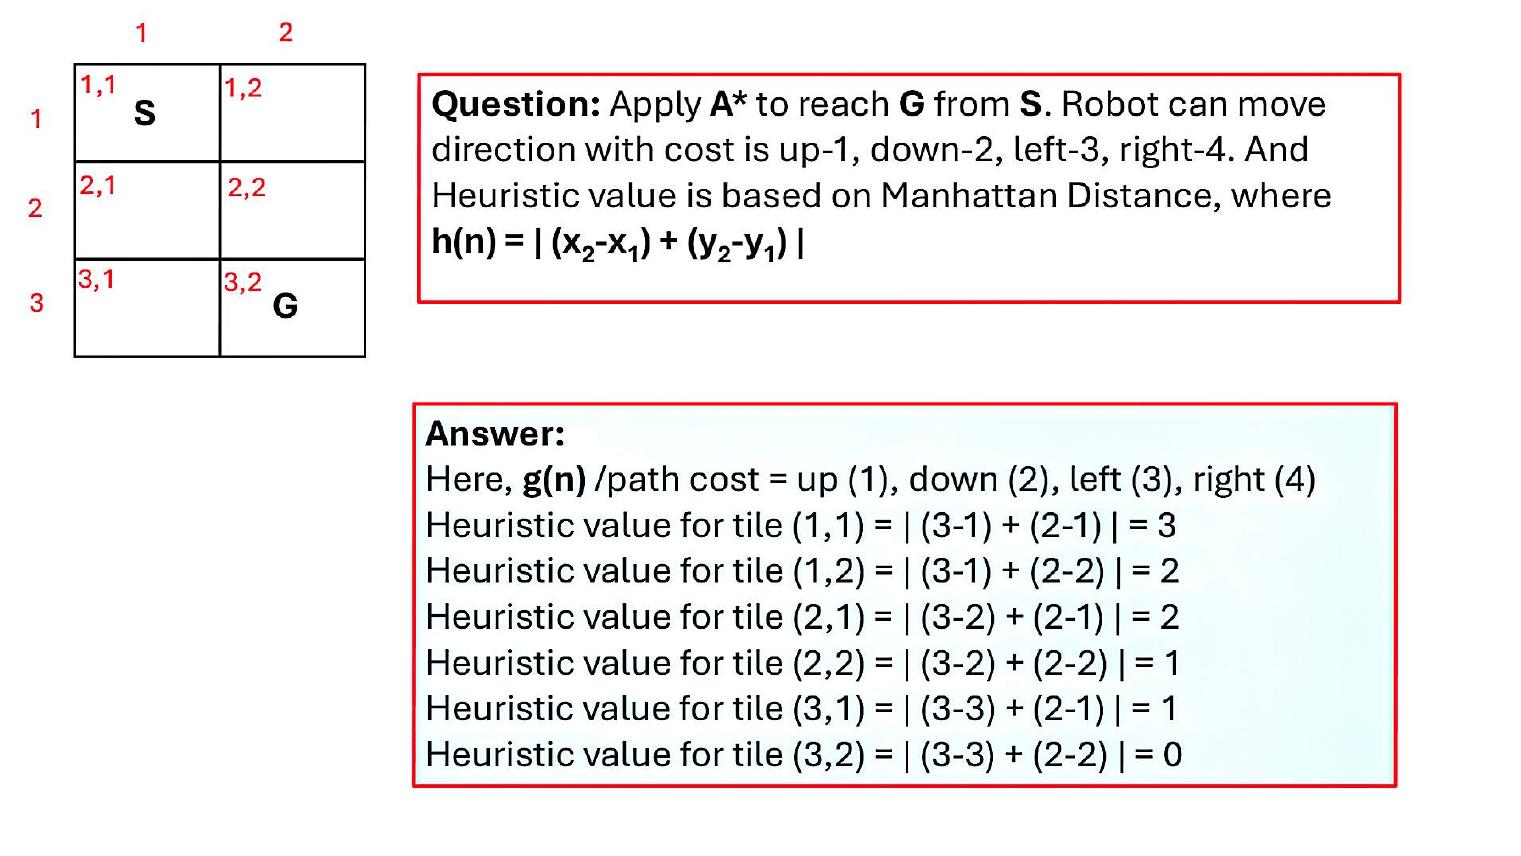 1 2
1 1,1 S 1,2
2 2,1 2,2
3 3,1 3,2 G
Question: Apply A* to reach G from S. Robot can move
direction with cost is up-1, down-2, left-3, right-4. And
Heuristic value is based on Manhattan Distance, where
h(n) = | (x₂-x₁) + (y₂-y₁) |
Answer:
Here, g(n) /path cost = up (1), down (2), left (3), right (4)
Heuristic value for tile (1,1) = | (3-1) + (2-1) | = 3
Heuristic value for tile (1,2) = | (3-1) + (2-2) | = 2
Heuristic value for tile (2,1) = | (3-2) + (2-1) | = 2
Heuristic value for tile (2,2) = | (3-2) + (2-2) | = 1
Heuristic value for tile (3,1) = | (3-3) + (2-1) | = 1
Heuristic value for tile (3,2) = | (3-3) + (2-2) | = 0